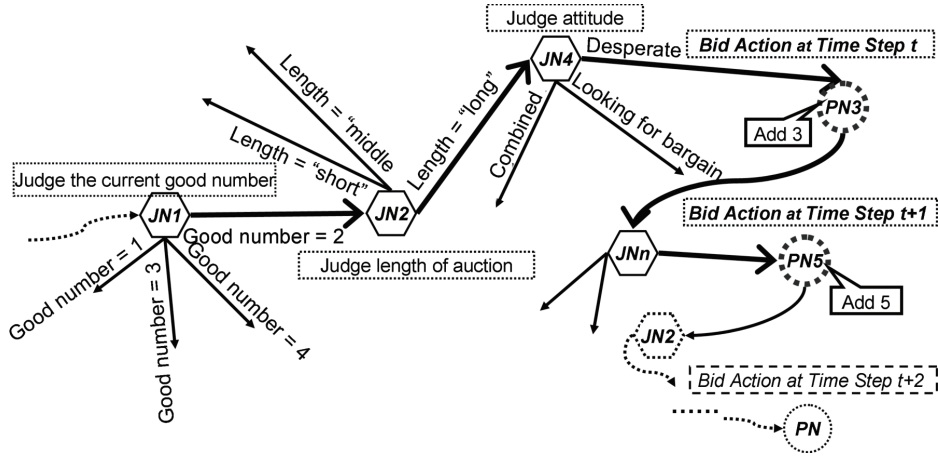 Judge attitude
JN4
Desperate
Bid Action at Time Step t
PN3
Add 3
Length = “middle
Length = “short”
Length = “long”
Combined
Looking for bargain
Judge the current good number
JN1
Good number = 2
JN2
Judge length of auction
Good number = 1
Good number = 3
Good number = 4
Bid Action at Time Step t+1
JNn
PN5
Add 5
JN2
Bid Action at Time Step t+2
PN